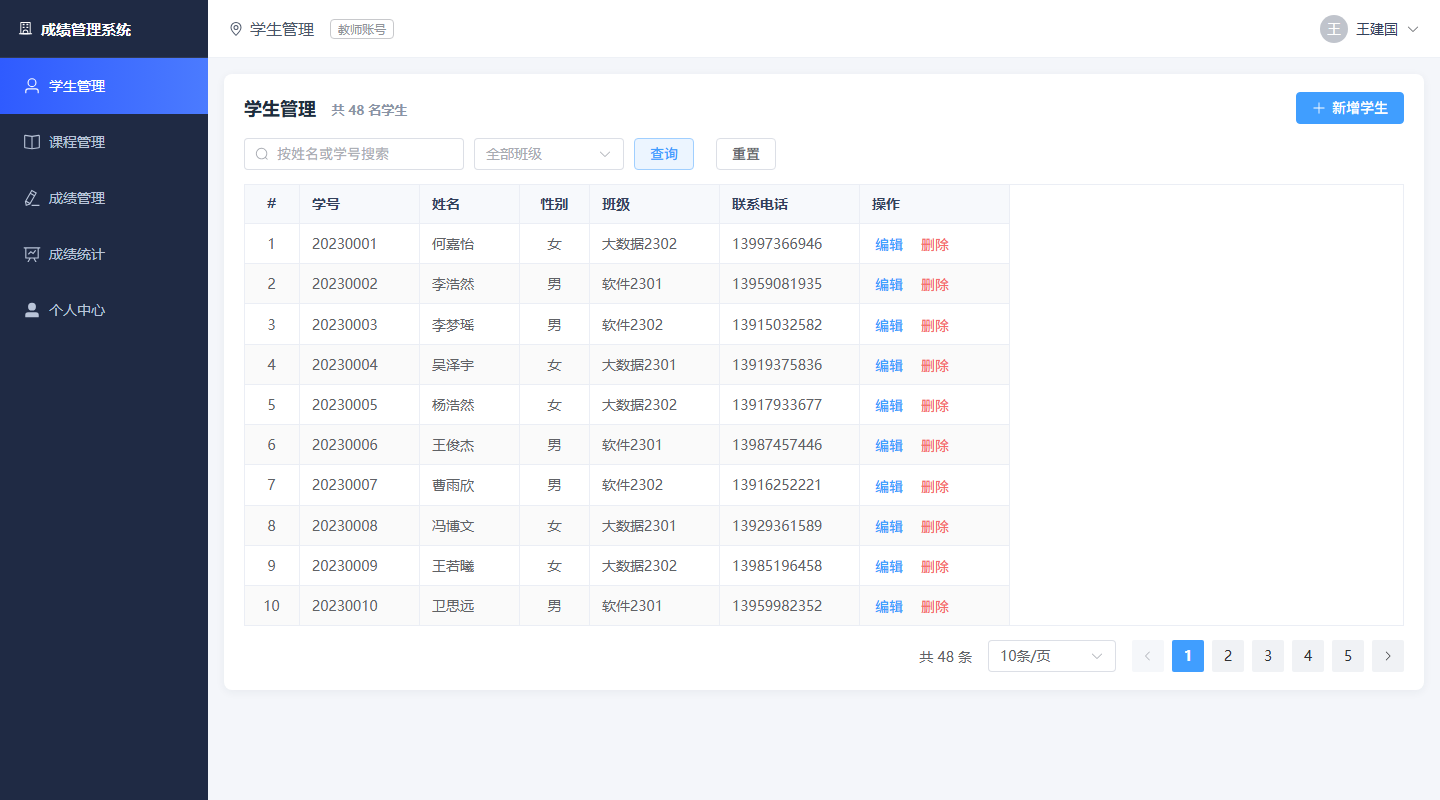 成绩管理系统
学生管理
课程管理
成绩管理
成绩统计
个人中心
学生管理 教师账号
王 王建国
学生管理 共 48 名学生
新增学生
按姓名或学号搜索 全部班级 查询 重置
# 学号 姓名 性别 班级 联系电话 操作
1 20230001 何嘉怡 女 大数据2302 13997366946 编辑 删除
2 20230002 李浩然 男 软件2301 13959081935 编辑 删除
3 20230003 李梦瑶 男 软件2302 13915032582 编辑 删除
4 20230004 吴泽宇 女 大数据2301 13919375836 编辑 删除
5 20230005 杨浩然 女 大数据2302 13917933677 编辑 删除
6 20230006 王俊杰 男 软件2301 13987457446 编辑 删除
7 20230007 曹雨欣 男 软件2302 13916252221 编辑 删除
8 20230008 冯博文 女 大数据2301 13929361589 编辑 删除
9 20230009 王若曦 女 大数据2302 13985196458 编辑 删除
10 20230010 卫思远 男 软件2301 13959982352 编辑 删除
共 48 条 10条/页 1 2 3 4 5